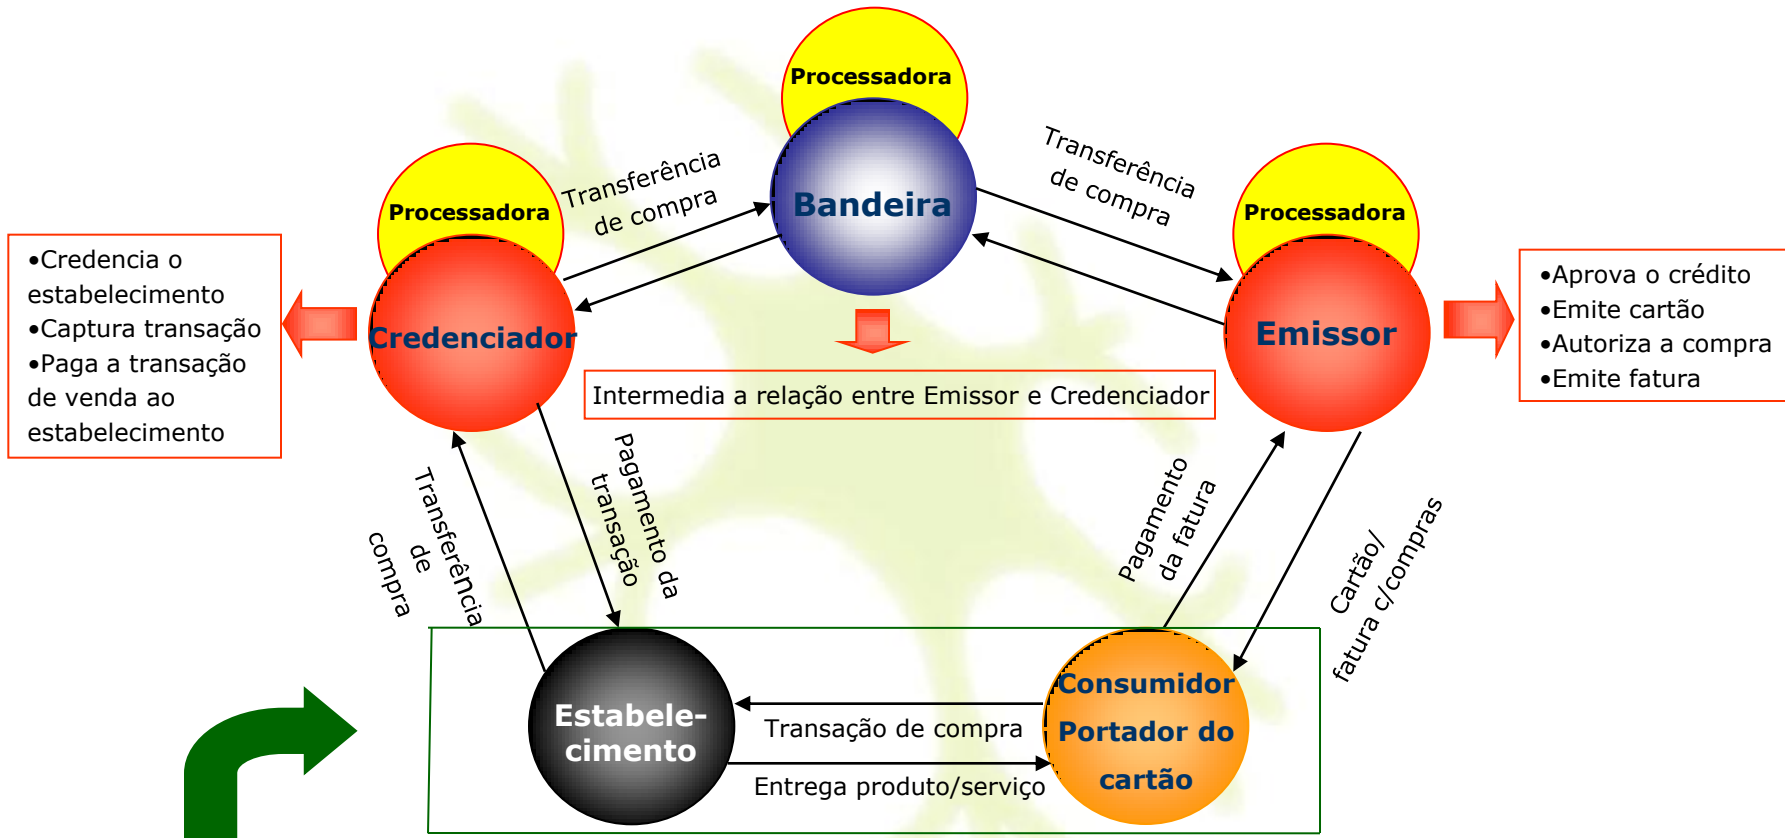 Processadora
Bandeira
Transferência
de compra
Transferência
de compra
Processadora
Credenciador
Processadora
Emissor
•Credencia o
estabelecimento
•Captura transação
•Paga a transação
de venda ao
estabelecimento
Intermedia a relação entre Emissor e Credenciador
•Aprova o crédito
•Emite cartão
•Autoriza a compra
•Emite fatura
Transferência
de
compra
Pagamento da
transação
Pagamento
da fatura
Cartão/
fatura c/compras
Estabele-
cimento
Transação de compra
Entrega produto/serviço
Consumidor
Portador do
cartão